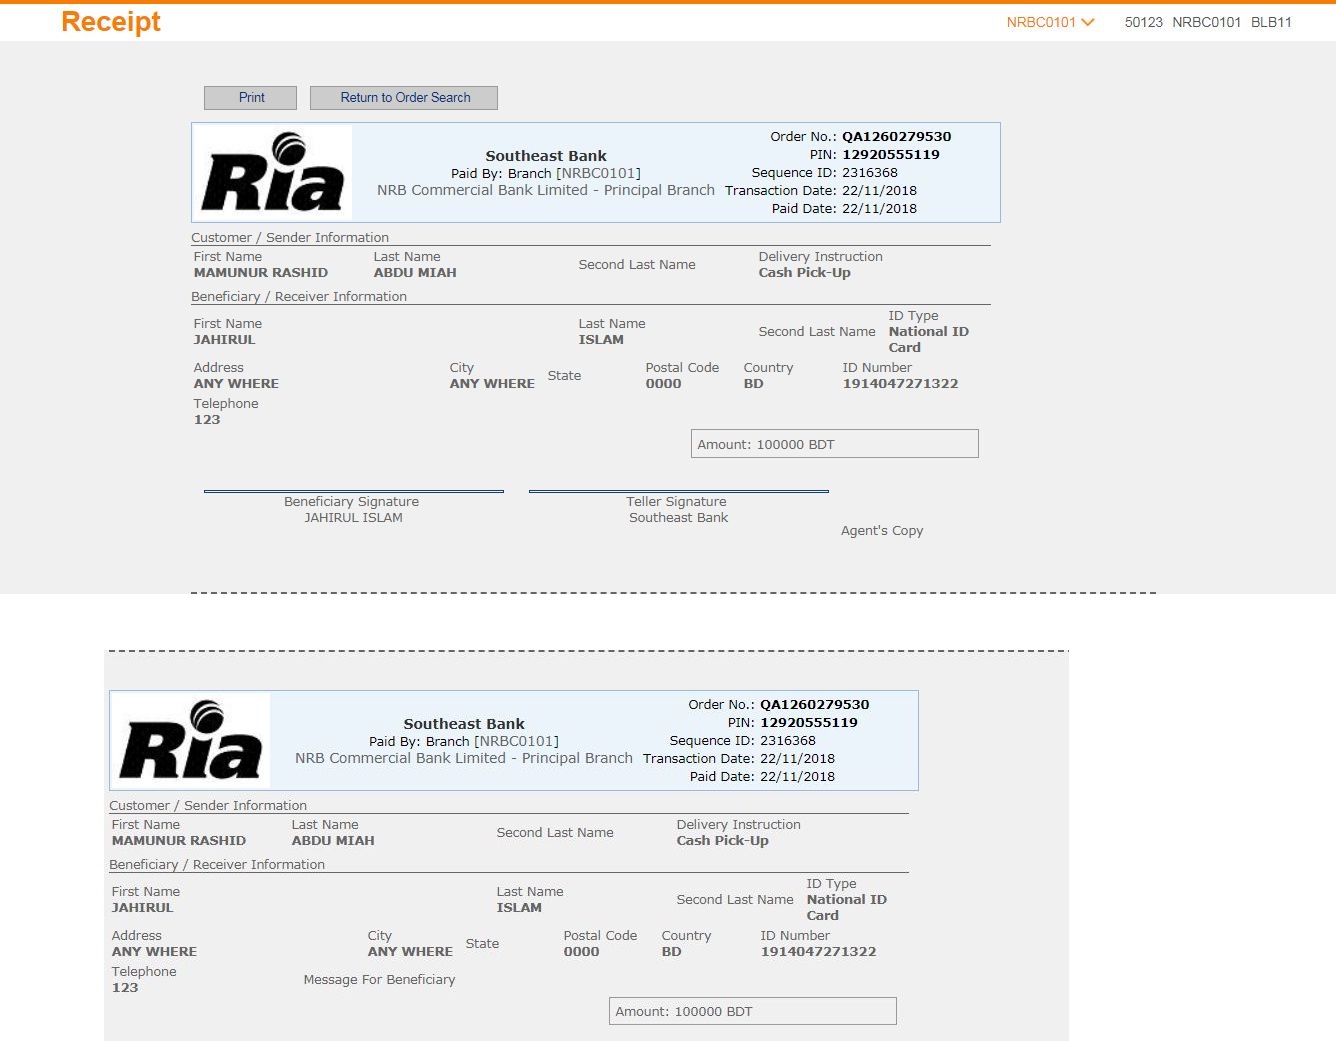 Receipt
NRBC0101 50123 NRBC0101 BLB11
Print Return to Order Search
Ria
Southeast Bank
Paid By: Branch [NRBC0101]
NRB Commercial Bank Limited - Principal Branch
Order No.: QA1260279530
PIN: 12920555119
Sequence ID: 2316368
Transaction Date: 22/11/2018
Paid Date: 22/11/2018
Customer / Sender Information
First Name Last Name Second Last Name Delivery Instruction
MAMUNUR RASHID ABDU MIAH Cash Pick-Up
Beneficiary / Receiver Information
First Name Last Name Second Last Name ID Type
JAHIRUL ISLAM National ID
Card
Address City State Postal Code Country ID Number
ANY WHERE ANY WHERE 0000 BD 1914047271322
Telephone
123
Amount: 100000 BDT
Beneficiary Signature Teller Signature
JAHIRUL ISLAM Southeast Bank
Agent's Copy
Ria
Southeast Bank
Paid By: Branch [NRBC0101]
NRB Commercial Bank Limited - Principal Branch
Order No.: QA1260279530
PIN: 12920555119
Sequence ID: 2316368
Transaction Date: 22/11/2018
Paid Date: 22/11/2018
Customer / Sender Information
First Name Last Name Second Last Name Delivery Instruction
MAMUNUR RASHID ABDU MIAH Cash Pick-Up
Beneficiary / Receiver Information
First Name Last Name Second Last Name ID Type
JAHIRUL ISLAM National ID
Card
Address City State Postal Code Country ID Number
ANY WHERE ANY WHERE 0000 BD 1914047271322
Telephone Message For Beneficiary
123
Amount: 100000 BDT